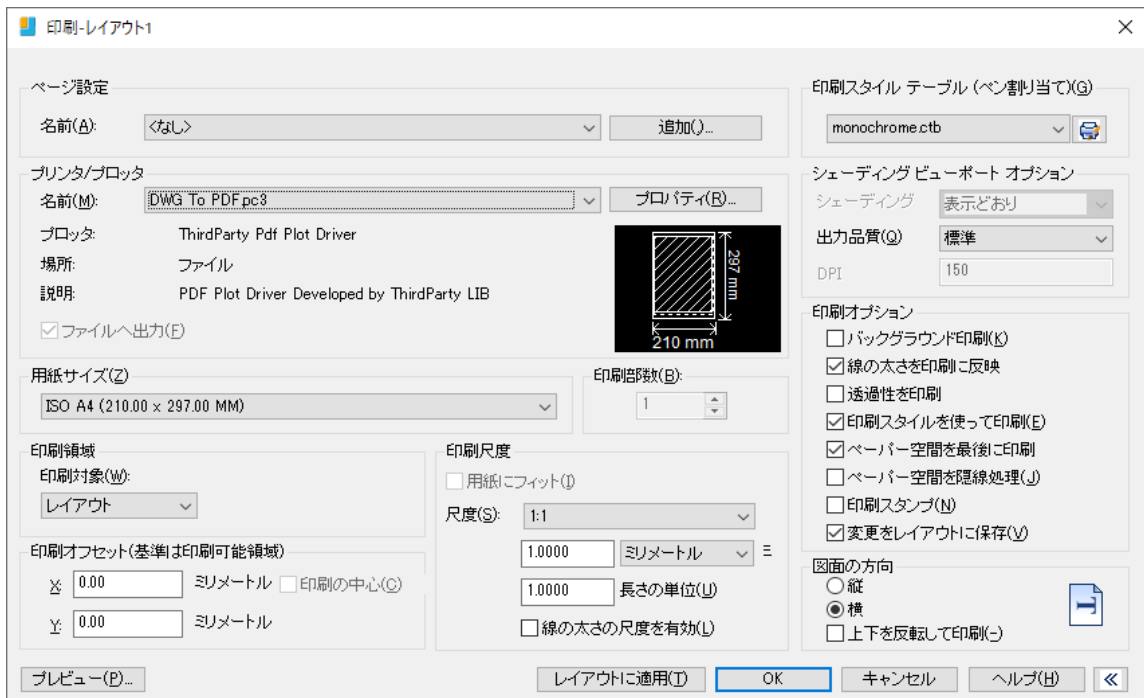 印刷-レイアウト1
ページ設定
名前(A):
<なし>
追加()...
プリンタ/プロッタ
名前(M):
DWG To PDF.pc3
プロパティ(R)...
プロッタ:
ThirdParty Pdf Plot Driver
場所:
ファイル
説明:
PDF Plot Driver Developed by ThirdParty LIB
ファイルへ出力(F)
297 mm
210 mm
用紙サイズ(Z)
ISO A4 (210.00 x 297.00 MM)
印刷部数(B):
1
印刷領域
印刷対象(W):
レイアウト
印刷オフセット(基準は印刷可能領域)
X:
0.00
ミリメートル
印刷の中心(C)
Y:
0.00
ミリメートル
印刷尺度
用紙にフィット(I)
尺度(S):
1:1
1.0000
ミリメートル
1.0000
長さの単位(U)
線の太さの尺度を有効(L)
印刷スタイル テーブル (ペン割り当て)(G)
monochrome.ctb
シェーディング ビューポート オプション
シェーディング
表示どおり
出力品質(Q)
標準
DPI
150
印刷オプション
バックグラウンド印刷(K)
線の太さを印刷に反映
透過性を印刷
印刷スタイルを使って印刷(E)
ペーパー空間を最後に印刷
ペーパー空間を隠線処理(J)
印刷スタンプ(N)
変更をレイアウトに保存(V)
図面の方向
縦
横
上下を反転して印刷(-)
プレビュー(P)...
レイアウトに適用(T)
OK
キャンセル
ヘルプ(H)